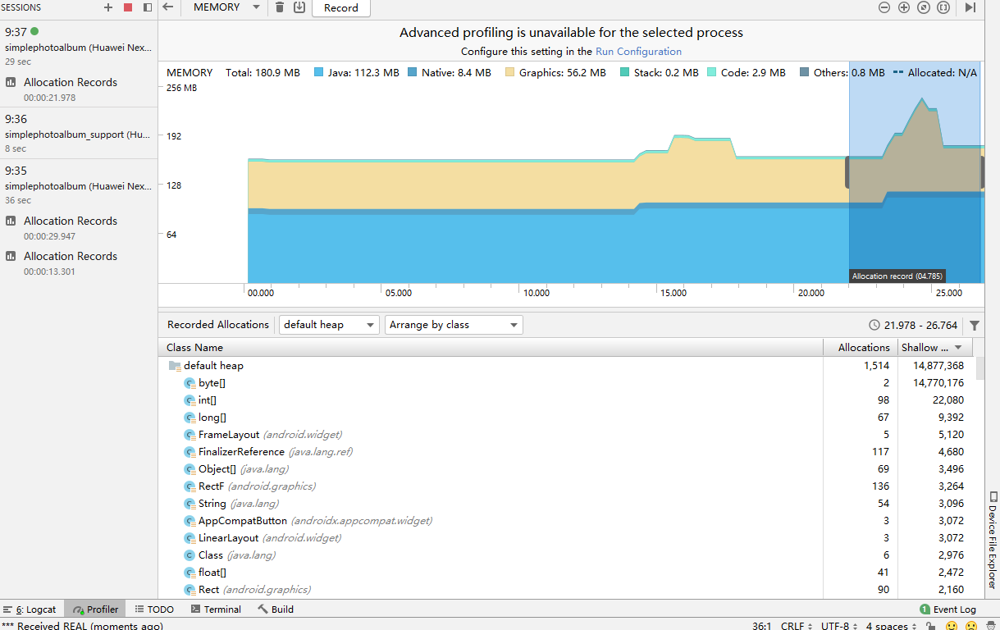 SESSIONS
MEMORY
Record
9:37
simplephotoalbum (Huawei Nex...
29 sec
Allocation Records
00:00:21.978
9:36
simplephotoalbum_support (Hu...
8 sec
9:35
simplephotoalbum (Huawei Nex...
36 sec
Allocation Records
00:00:29.947
Allocation Records
00:00:13.301
Advanced profiling is unavailable for the selected process
Configure this setting in the Run Configuration
MEMORY Total: 180.9 MB Java: 112.3 MB Native: 8.4 MB Graphics: 56.2 MB Stack: 0.2 MB Code: 2.9 MB Others: 0.8 MB Allocated: N/A
256 MB
192
128
64
Allocation record (04.785)
00.000 05.000 10.000 15.000 20.000 25.000
Recorded Allocations default heap Arrange by class 21.978 - 26.764
Class Name Allocations Shallow ...
default heap 1,514 14,877,368
byte[] 2 14,770,176
int[] 98 22,080
long[] 67 9,392
FrameLayout (android.widget) 5 5,120
FinalizerReference (java.lang.ref) 117 4,680
Object[] (java.lang) 69 3,496
RectF (android.graphics) 136 3,264
String (java.lang) 54 3,096
AppCompatButton (androidx.appcompat.widget) 3 3,072
LinearLayout (android.widget) 3 3,072
Class (java.lang) 6 2,976
float[] 41 2,472
Rect (android.graphics) 90 2,160
Device File Explorer
6: Logcat Profiler TODO Terminal Build 1 Event Log
*** Received REAL (moments ago) 36:1 CRLF UTF-8 4 spaces